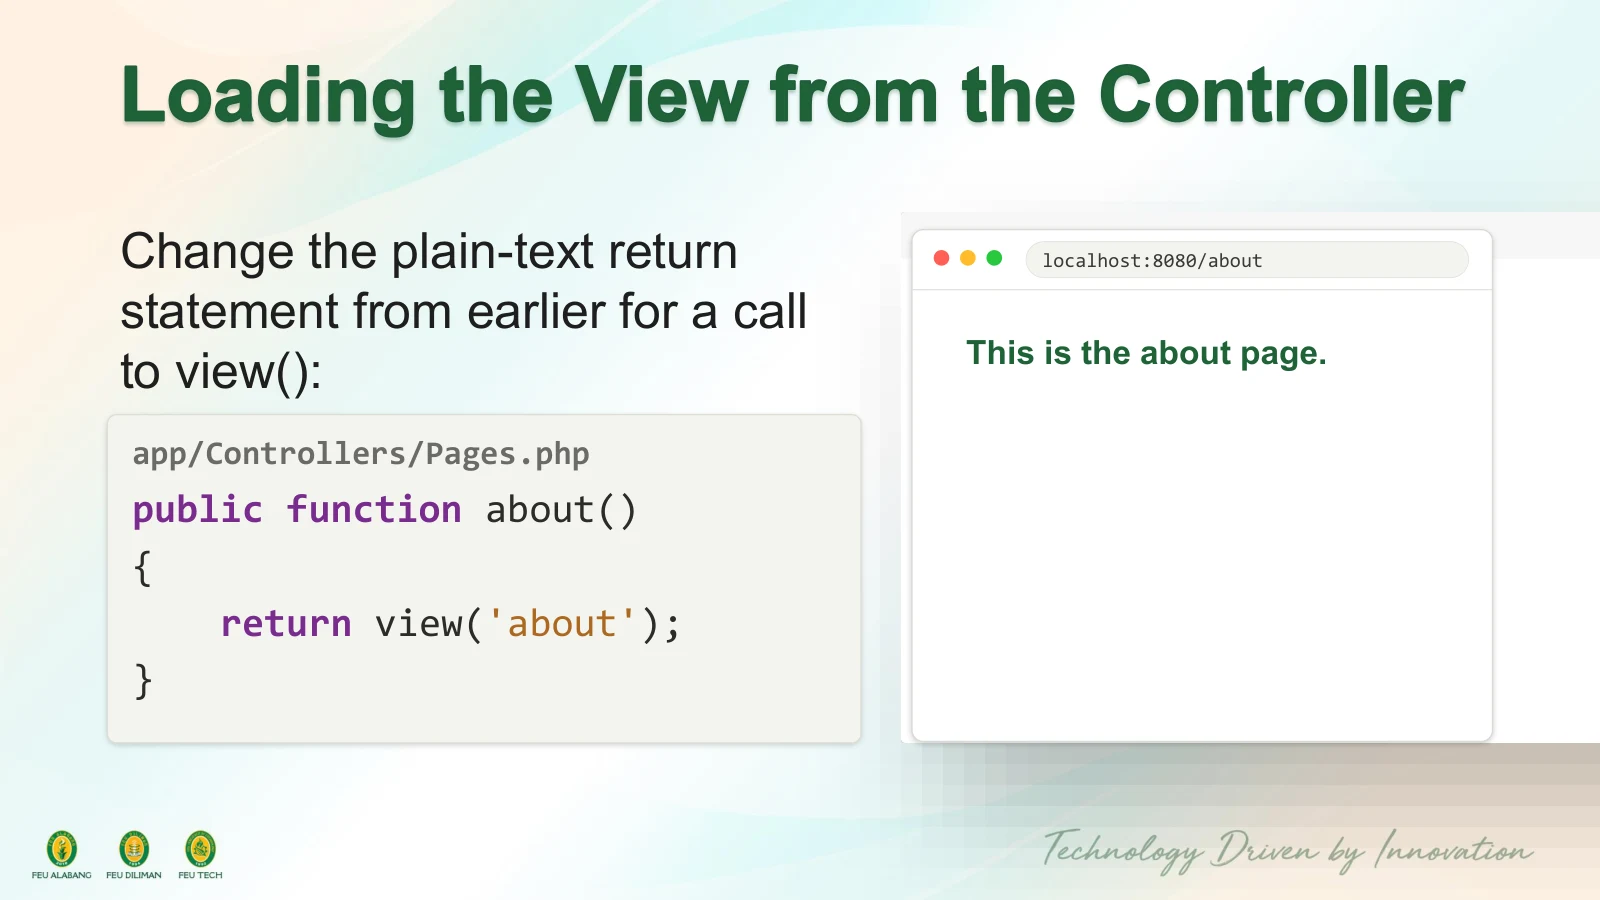 Loading the View from the Controller
Change the plain-text return
statement from earlier for a call
to view():
app/Controllers/Pages.php
public function about()
{
    return view('about');
}
localhost:8080/about
This is the about page.
FEU ALABANG
FEU DILIMAN
FEU TECH
Technology Driven by Innovation